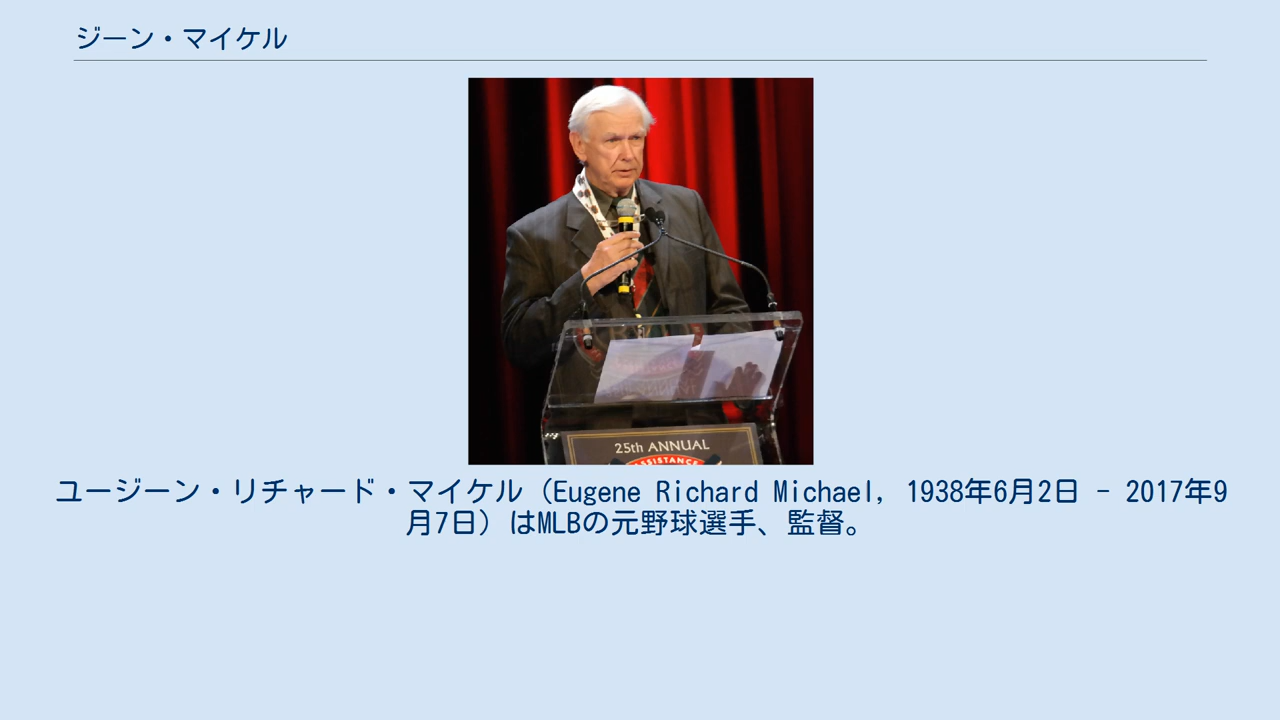 ジーン・マイケル
25th ANNUAL
ASSISTANCE
ユージーン・リチャード・マイケル（Eugene Richard Michael, 1938年6月2日 - 2017年9
月7日）はMLBの元野球選手、監督。